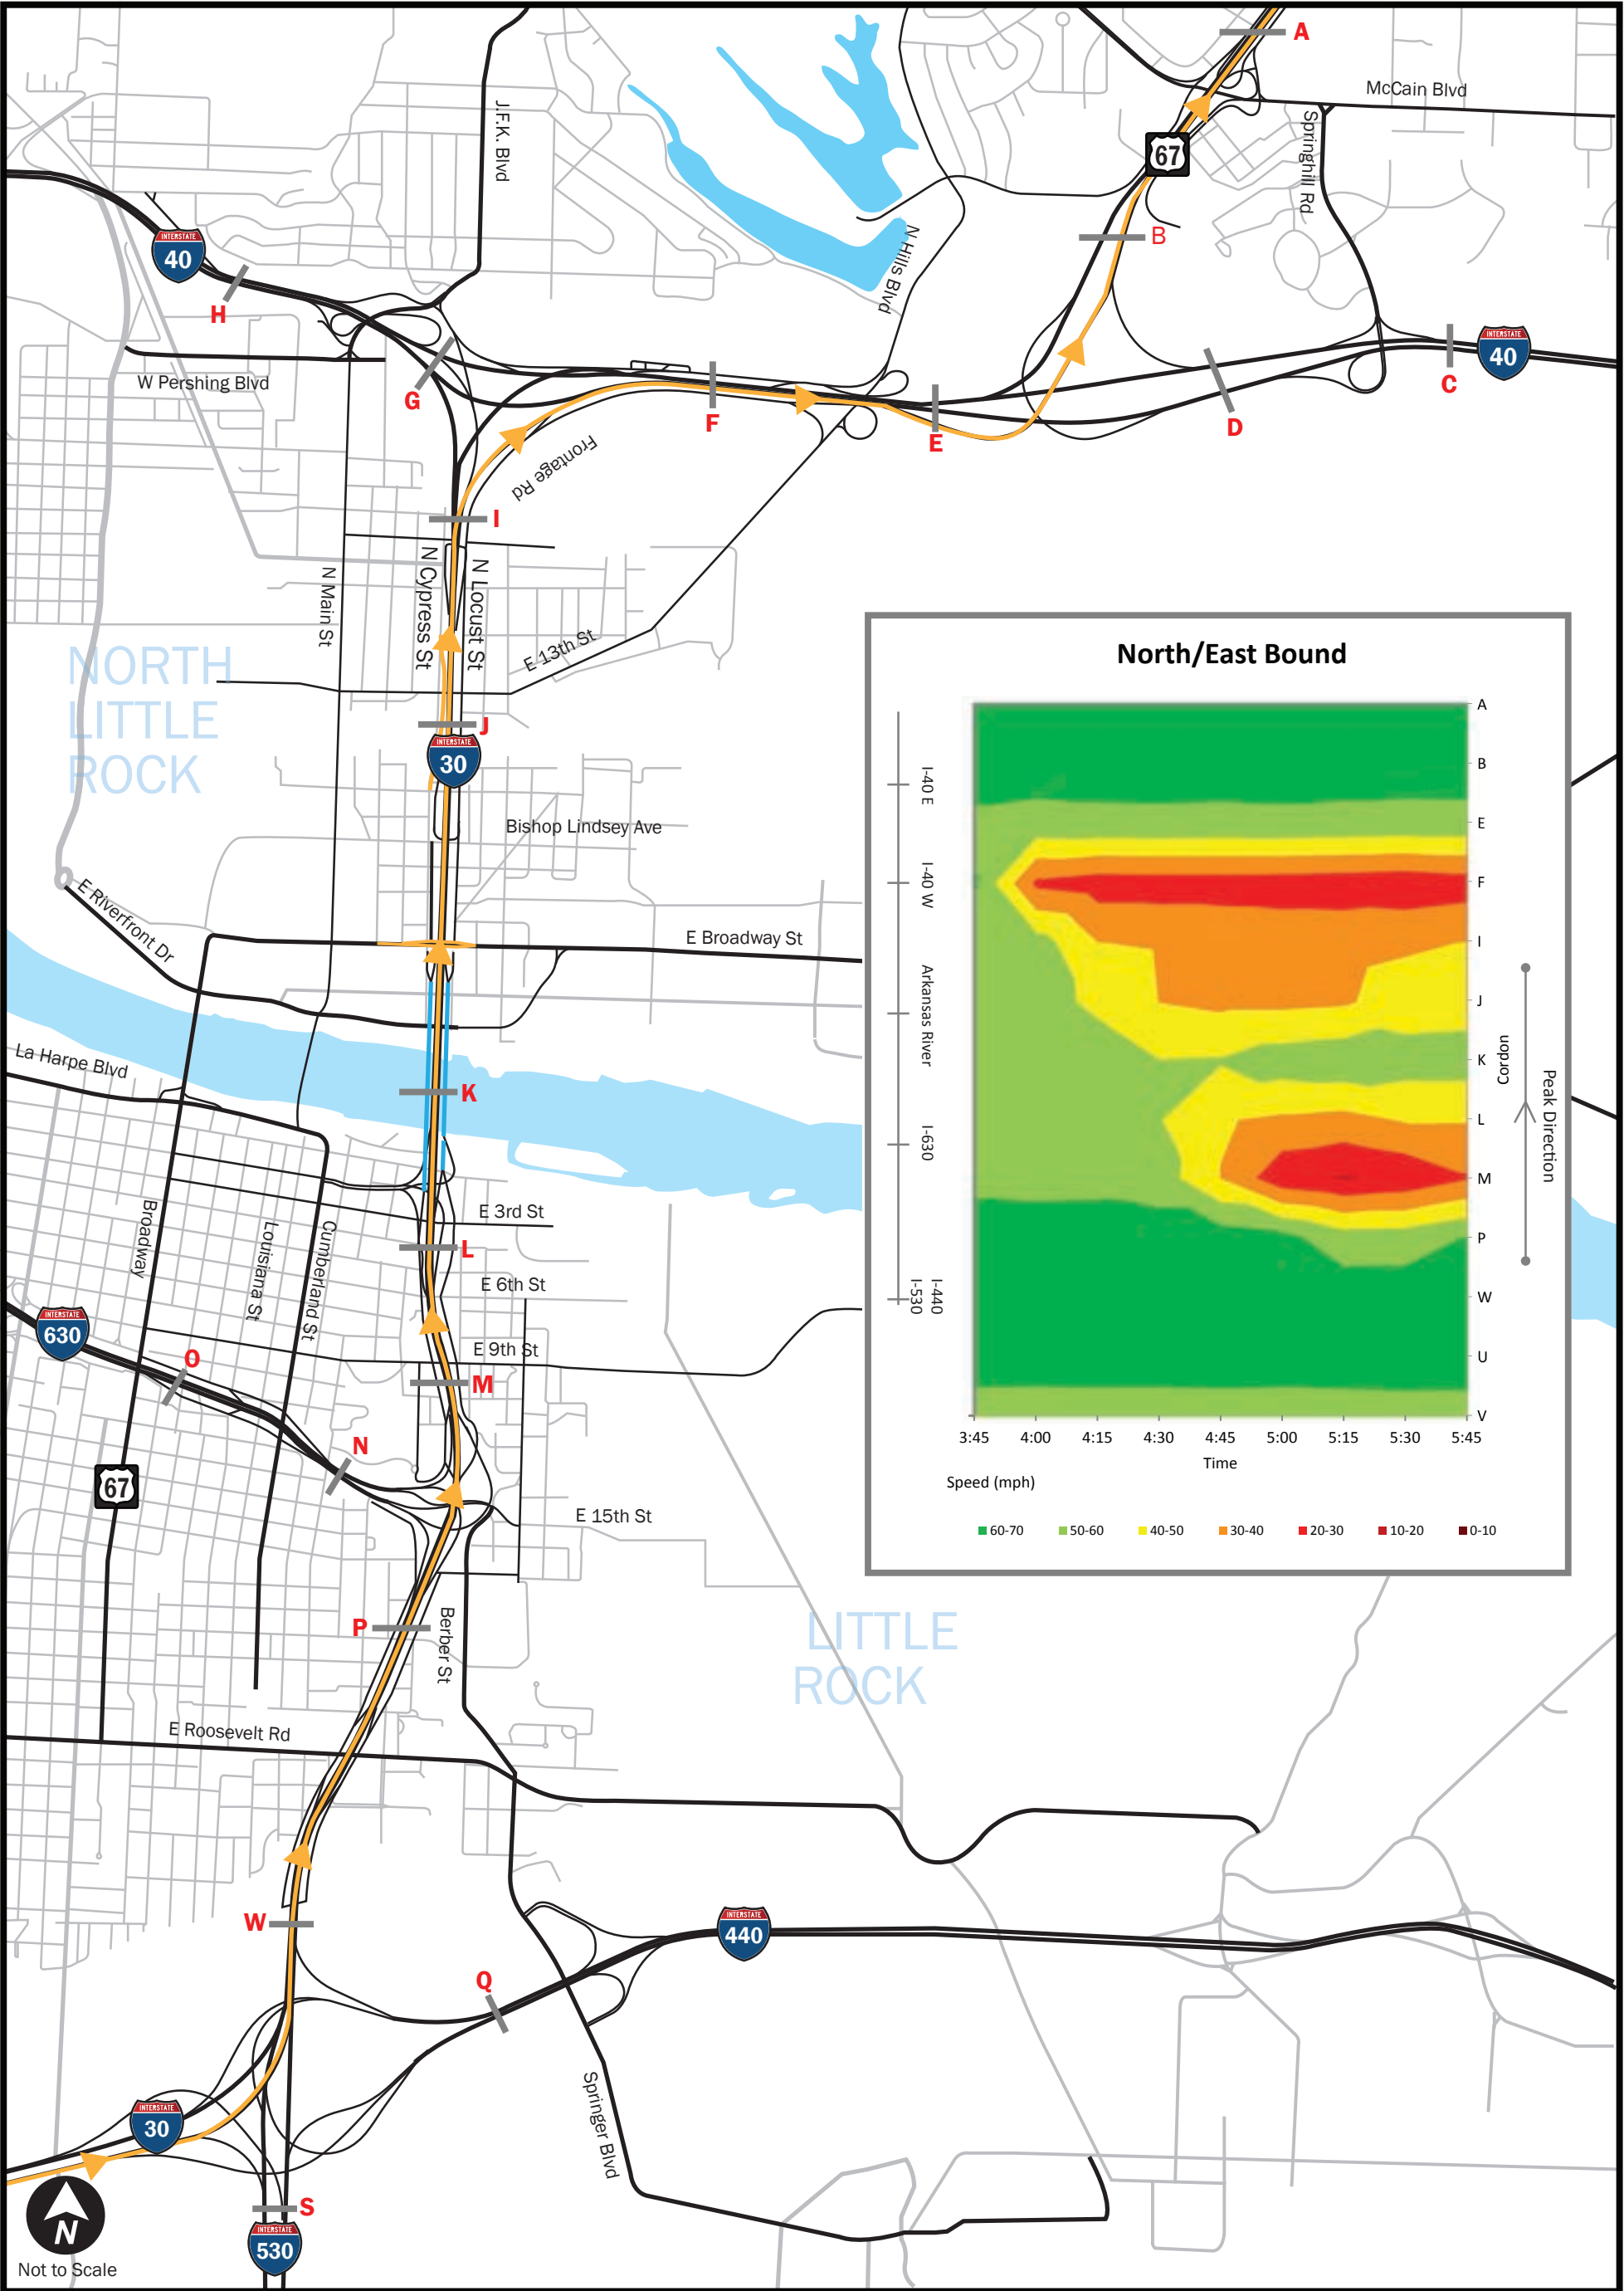 A
McCain Blvd
J.F.K. Blvd
67
Springhill Rd
B
N Hills Blvd
INTERSTATE
40
H
W Pershing Blvd
G
F
E
D
C
INTERSTATE
40
Frontage Rd
I
N Main St
N Cypress St
N Locust St
E 13th St
NORTH
LITTLE
ROCK
J
INTERSTATE
30
Bishop Lindsey Ave
E Riverfront Dr
E Broadway St
La Harpe Blvd
K
E 3rd St
L
Broadway
Louisiana St
Cumberland St
E 6th St
INTERSTATE
630
O
E 9th St
M
N
67
E 15th St
P
Berber St
LITTLE
ROCK
E Roosevelt Rd
W
INTERSTATE
440
Q
INTERSTATE
30
Springer Blvd
S
INTERSTATE
530
N
Not to Scale
North/East Bound
I-40 E
I-40 W
Arkansas River
I-630
I-440
I-530
A
B
E
F
I
J
K
L
M
P
W
U
V
Cordon
Peak Direction
3:45 4:00 4:15 4:30 4:45 5:00 5:15 5:30 5:45
Time
Speed (mph)
60-70 50-60 40-50 30-40 20-30 10-20 0-10